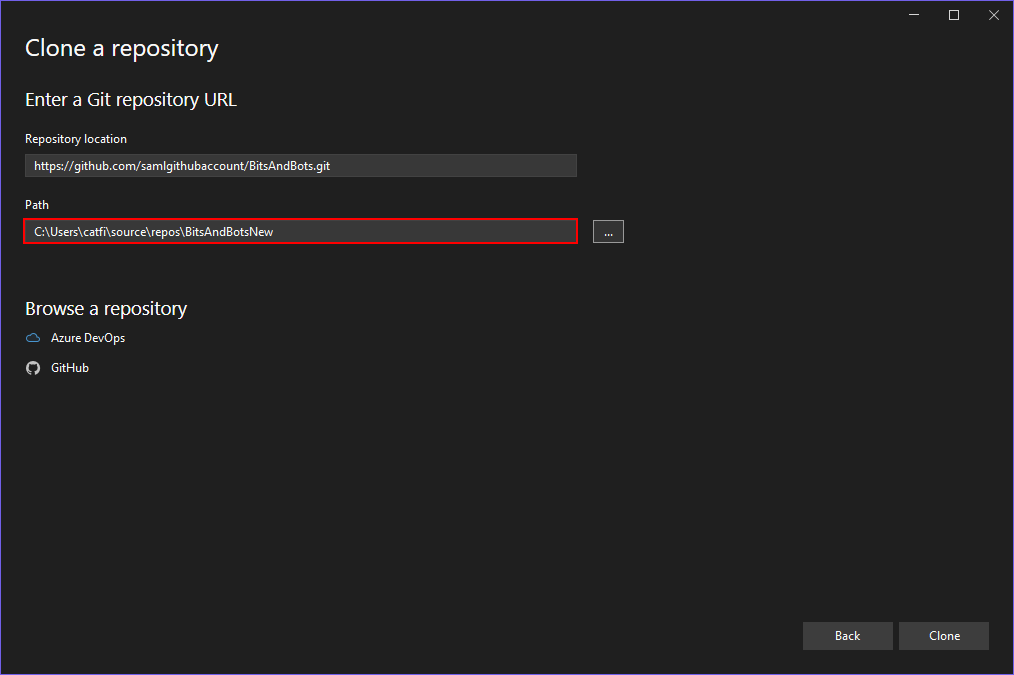 Clone a repository
Enter a Git repository URL
Repository location
https://github.com/samlgithubaccount/BitsAndBots.git
Path
C:\Users\catfi\source\repos\BitsAndBotsNew
...
Browse a repository
Azure DevOps
GitHub
Back
Clone